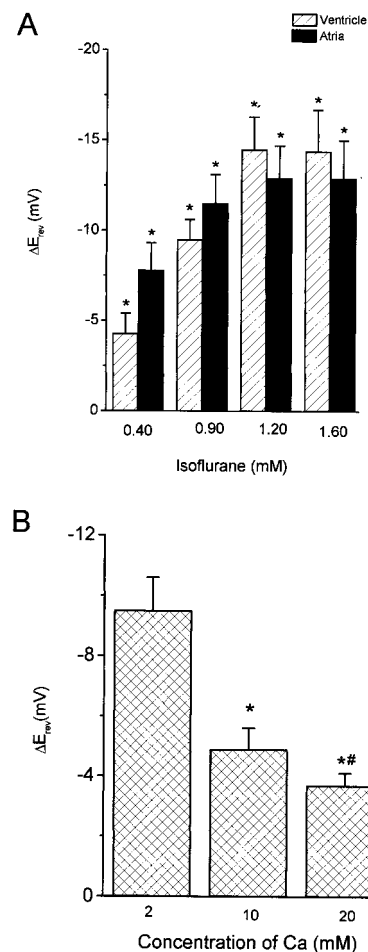 A
Ventricle
Atria
-20
-15
-10
-5
0
ΔErev (mV)
* * * * *, * * *
0.40 0.90 1.20 1.60
Isoflurane (mM)
B
-12
-8
-4
0
ΔErev(mV)
* *#
2 10 20
Concentration of Ca (mM)